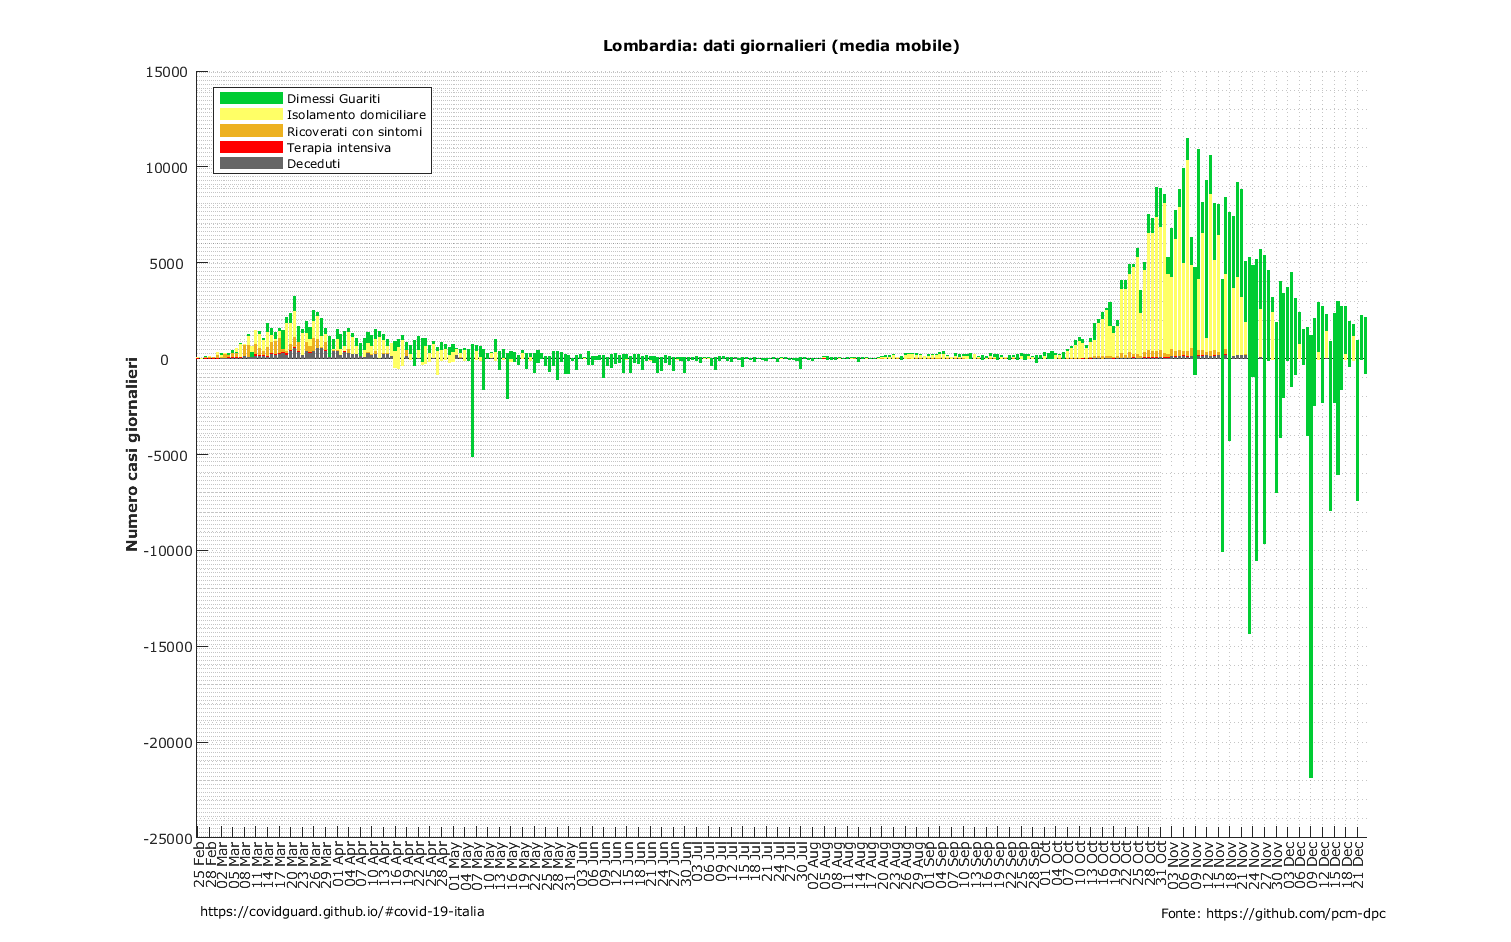 Lombardia: dati giornalieri (media mobile)
Dimessi Guariti
Isolamento domiciliare
Ricoverati con sintomi
Terapia intensiva
Deceduti
Numero casi giornalieri
15000
10000
5000
0
-5000
-10000
-15000
-20000
-25000
25 Feb
28 Feb
02 Mar
05 Mar
08 Mar
11 Mar
14 Mar
17 Mar
20 Mar
23 Mar
26 Mar
29 Mar
01 Apr
04 Apr
07 Apr
10 Apr
13 Apr
16 Apr
19 Apr
22 Apr
25 Apr
28 Apr
01 May
04 May
07 May
10 May
13 May
16 May
19 May
22 May
25 May
28 May
31 May
03 Jun
06 Jun
09 Jun
12 Jun
15 Jun
18 Jun
21 Jun
24 Jun
27 Jun
30 Jun
03 Jul
06 Jul
09 Jul
12 Jul
15 Jul
18 Jul
21 Jul
24 Jul
27 Jul
30 Jul
02 Aug
05 Aug
08 Aug
11 Aug
14 Aug
17 Aug
20 Aug
23 Aug
26 Aug
29 Aug
01 Sep
04 Sep
07 Sep
10 Sep
13 Sep
16 Sep
19 Sep
22 Sep
25 Sep
28 Sep
01 Oct
04 Oct
07 Oct
10 Oct
13 Oct
16 Oct
19 Oct
22 Oct
25 Oct
28 Oct
31 Oct
03 Nov
06 Nov
09 Nov
12 Nov
15 Nov
18 Nov
21 Nov
24 Nov
27 Nov
30 Nov
03 Dec
06 Dec
09 Dec
12 Dec
15 Dec
18 Dec
21 Dec
https://covidguard.github.io/#covid-19-italia
Fonte: https://github.com/pcm-dpc